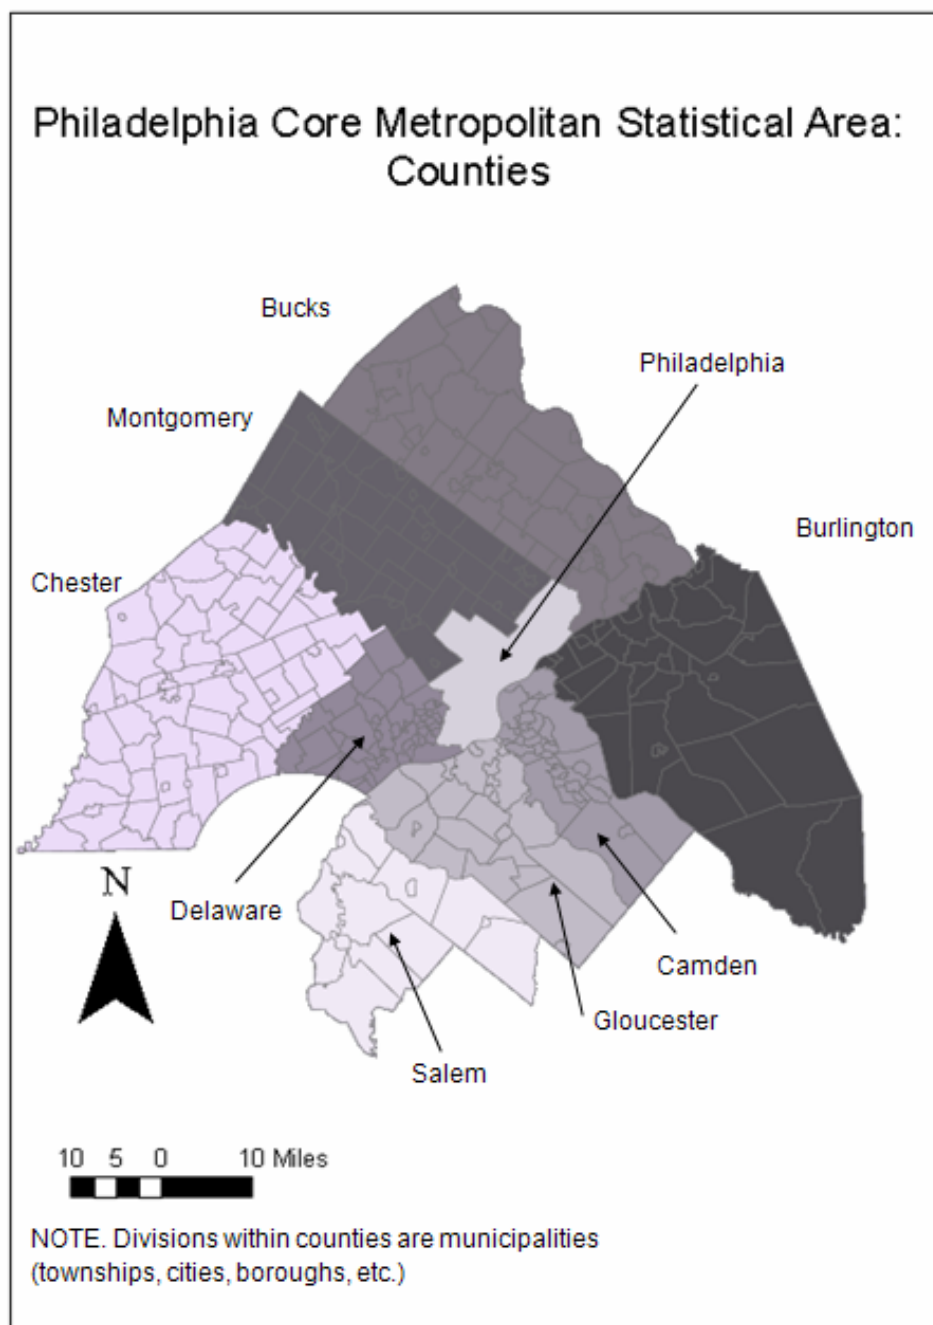 Philadelphia Core Metropolitan Statistical Area:
Counties
Bucks
Philadelphia
Montgomery
Burlington
Chester
N
Delaware
Camden
Gloucester
Salem
10 5 0 10 Miles
NOTE. Divisions within counties are municipalities
(townships, cities, boroughs, etc.)